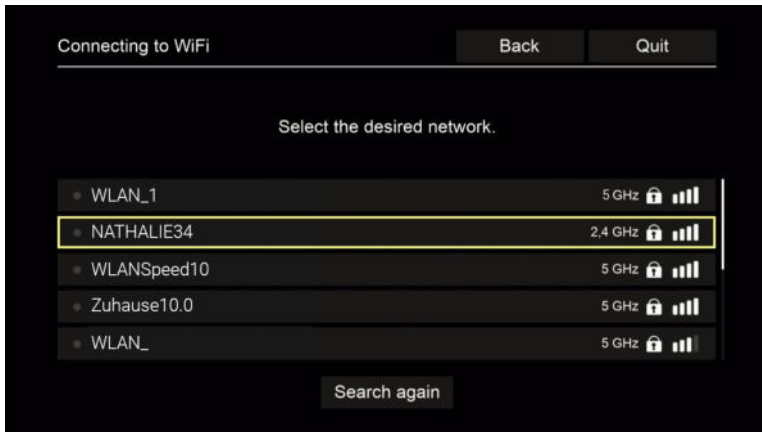 Connecting to WiFi Back Quit
Select the desired network.
WLAN_1 5 GHz
NATHALIE34 2,4 GHz
WLANSpeed10 5 GHz
Zuhause10.0 5 GHz
WLAN_ 5 GHz
Search again